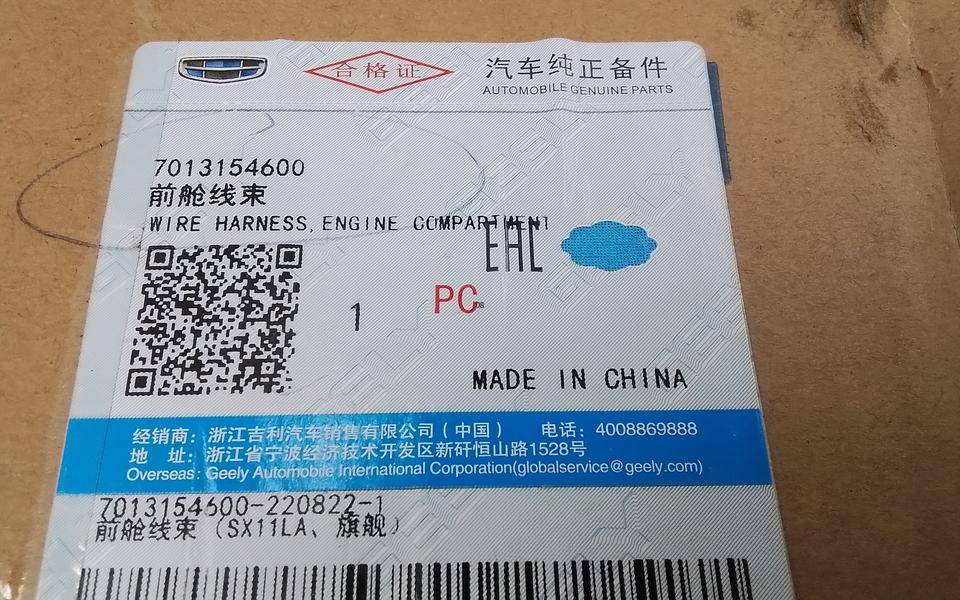 合格证
汽车纯正备件
AUTOMOBILE GENUINE PARTS
7013154600
前舱线束
WIRE HARNESS,ENGINE COMPARTMENT
EAC
1
PC
MADE IN CHINA
经销商：浙江吉利汽车销售有限公司（中国） 电话：4008869888
地 址：浙江省宁波经济技术开发区新矸恒山路1528号
Overseas: Geely Automobile International Corporation(globalservice@geely.com)
7013154600-220822-1
前舱线束（SX11LA、旗舰）